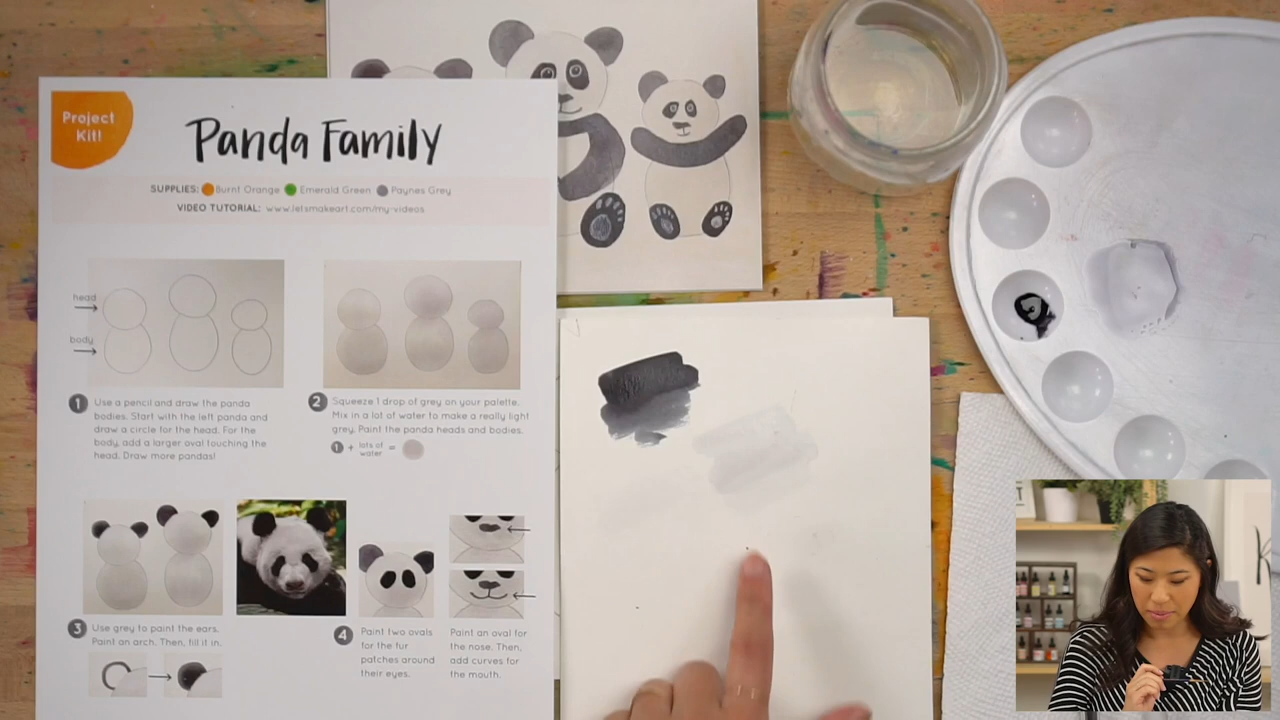 Project
Kit!
Panda Family
SUPPLIES: Burnt Orange Emerald Green Paynes Grey
VIDEO TUTORIAL: www.letsmakeart.com/my-videos
head
body
1 Use a pencil and draw the panda
bodies. Start with the left panda and
draw a circle for the head. For the
body, add a larger oval touching the
head. Draw more pandas!
2 Squeeze 1 drop of grey on your palette.
Mix in a lot of water to make a really light
grey. Paint the panda heads and bodies.
1 + lots of
water =
3 Use grey to paint the ears.
Paint an arch. Then, fill it in.
4 Paint two ovals
for the fur
patches around
their eyes.
Paint an oval for
the nose. Then,
add curves for
the mouth.